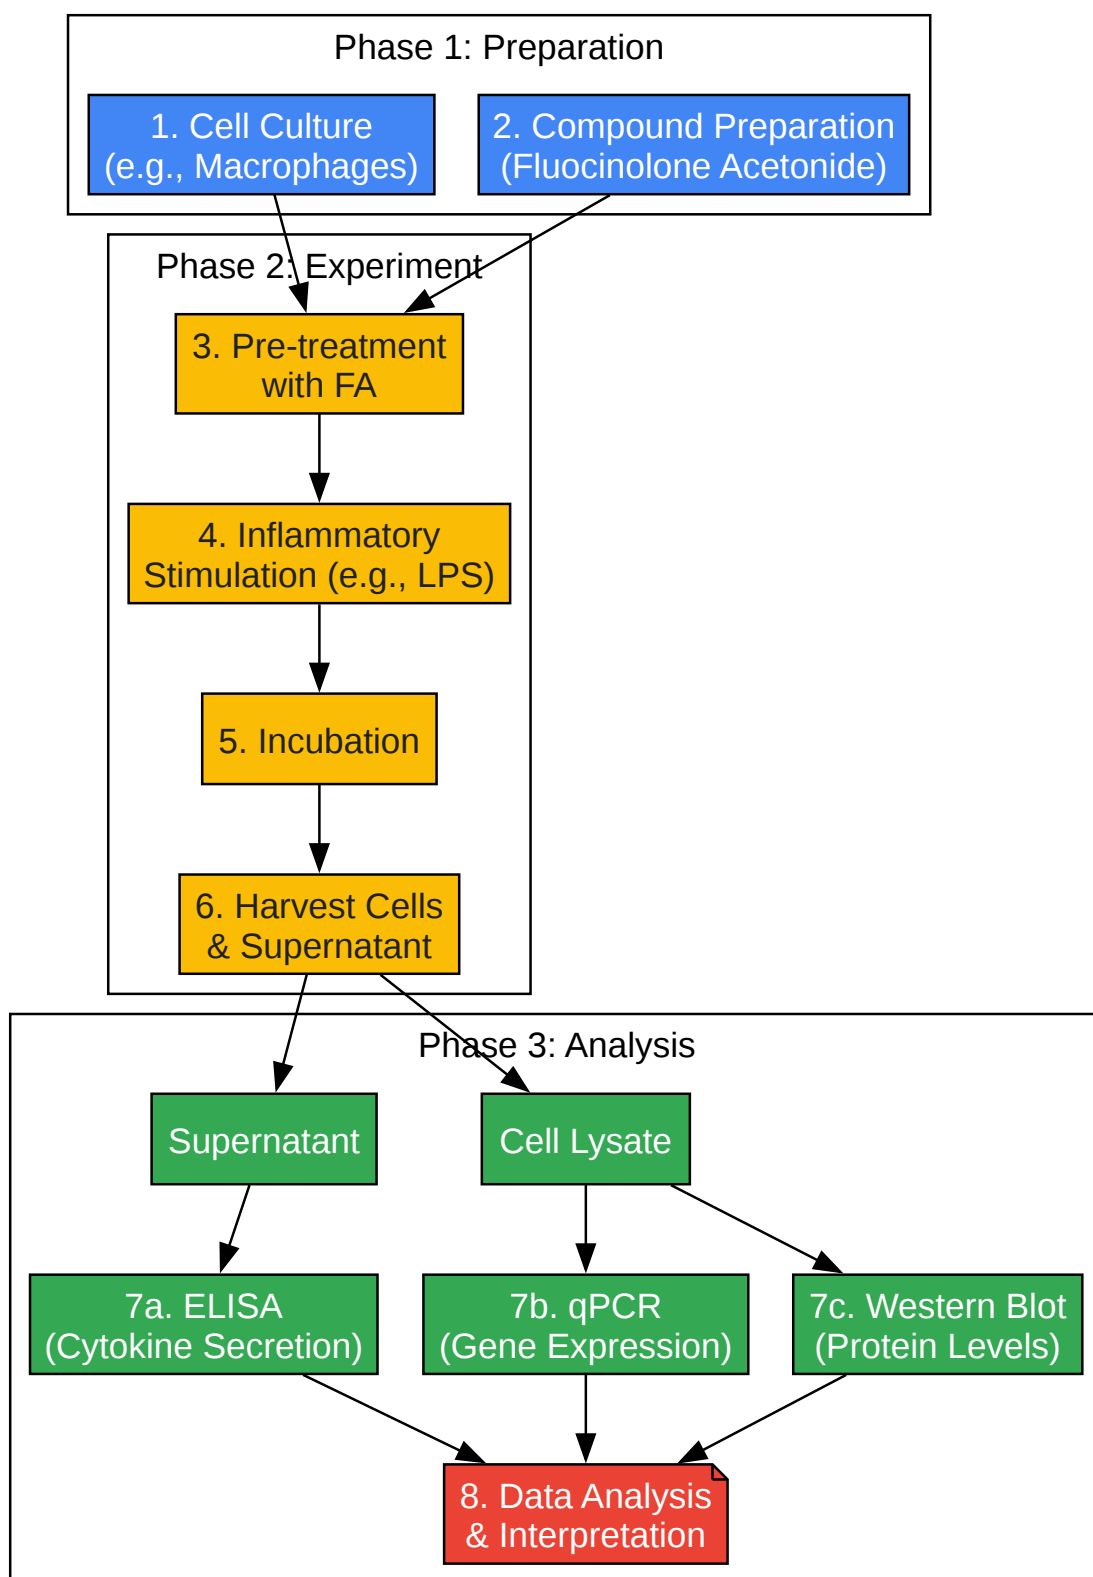 Phase 1: Preparation
1. Cell Culture
(e.g., Macrophages)
2. Compound Preparation
(Fluocinolone Acetonide)
Phase 2: Experiment
3. Pre-treatment
with FA
4. Inflammatory
Stimulation (e.g., LPS)
5. Incubation
6. Harvest Cells
& Supernatant
Phase 3: Analysis
Supernatant
Cell Lysate
7a. ELISA
(Cytokine Secretion)
7b. qPCR
(Gene Expression)
7c. Western Blot
(Protein Levels)
8. Data Analysis
& Interpretation